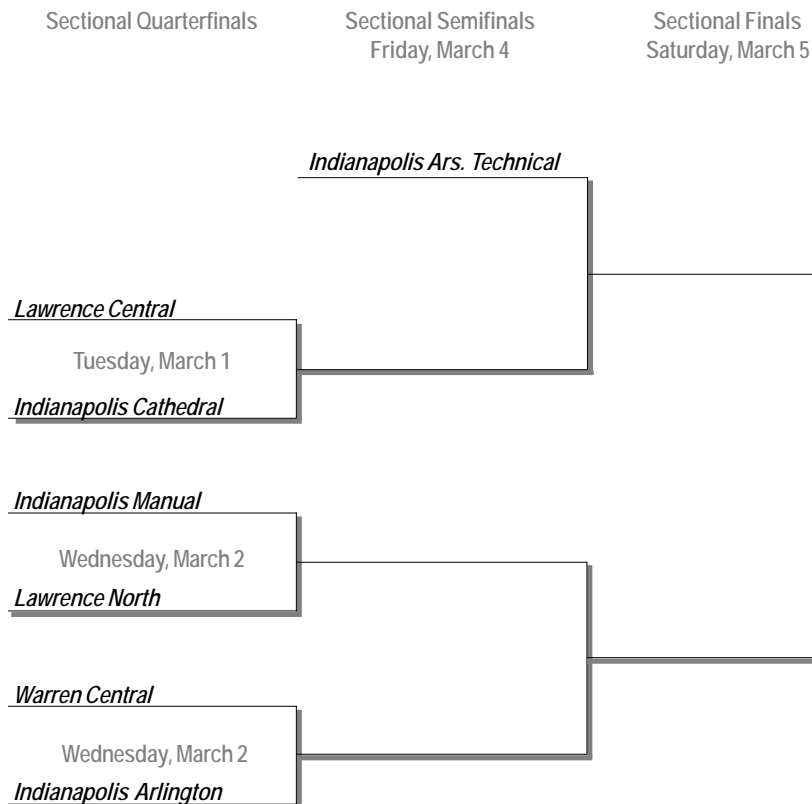 Sectional Quarterfinals
Sectional Semifinals
Friday, March 4
Sectional Finals
Saturday, March 5
Indianapolis Ars. Technical
Lawrence Central
Tuesday, March 1
Indianapolis Cathedral
Indianapolis Manual
Wednesday, March 2
Lawrence North
Warren Central
Wednesday, March 2
Indianapolis Arlington